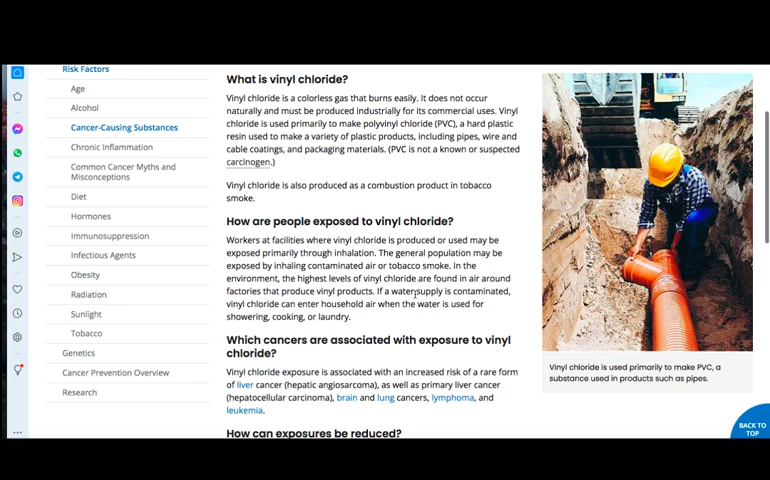 Risk Factors
Age
Alcohol
Cancer-Causing Substances
Chronic Inflammation
Common Cancer Myths and
Misconceptions
Diet
Hormones
Immunosuppression
Infectious Agents
Obesity
Radiation
Sunlight
Tobacco
Genetics
Cancer Prevention Overview
Research
What is vinyl chloride?
Vinyl chloride is a colorless gas that burns easily. It does not occur
naturally and must be produced industrially for its commercial uses. Vinyl
chloride is used primarily to make polyvinyl chloride (PVC), a hard plastic
resin used to make a variety of plastic products, including pipes, wire and
cable coatings, and packaging materials. (PVC is not a known or suspected
carcinogen.)
Vinyl chloride is also produced as a combustion product in tobacco
smoke.
How are people exposed to vinyl chloride?
Workers at facilities where vinyl chloride is produced or used may be
exposed primarily through inhalation. The general population may be
exposed by inhaling contaminated air or tobacco smoke. In the
environment, the highest levels of vinyl chloride are found in air around
factories that produce vinyl products. If a water supply is contaminated,
vinyl chloride can enter household air when the water is used for
showering, cooking, or laundry.
Which cancers are associated with exposure to vinyl
chloride?
Vinyl chloride exposure is associated with an increased risk of a rare form
of liver cancer (hepatic angiosarcoma), as well as primary liver cancer
(hepatocellular carcinoma), brain and lung cancers, lymphoma, and
leukemia.
How can exposures be reduced?
Vinyl chloride is used primarily to make PVC, a
substance used in products such as pipes.
BACK TO
TOP